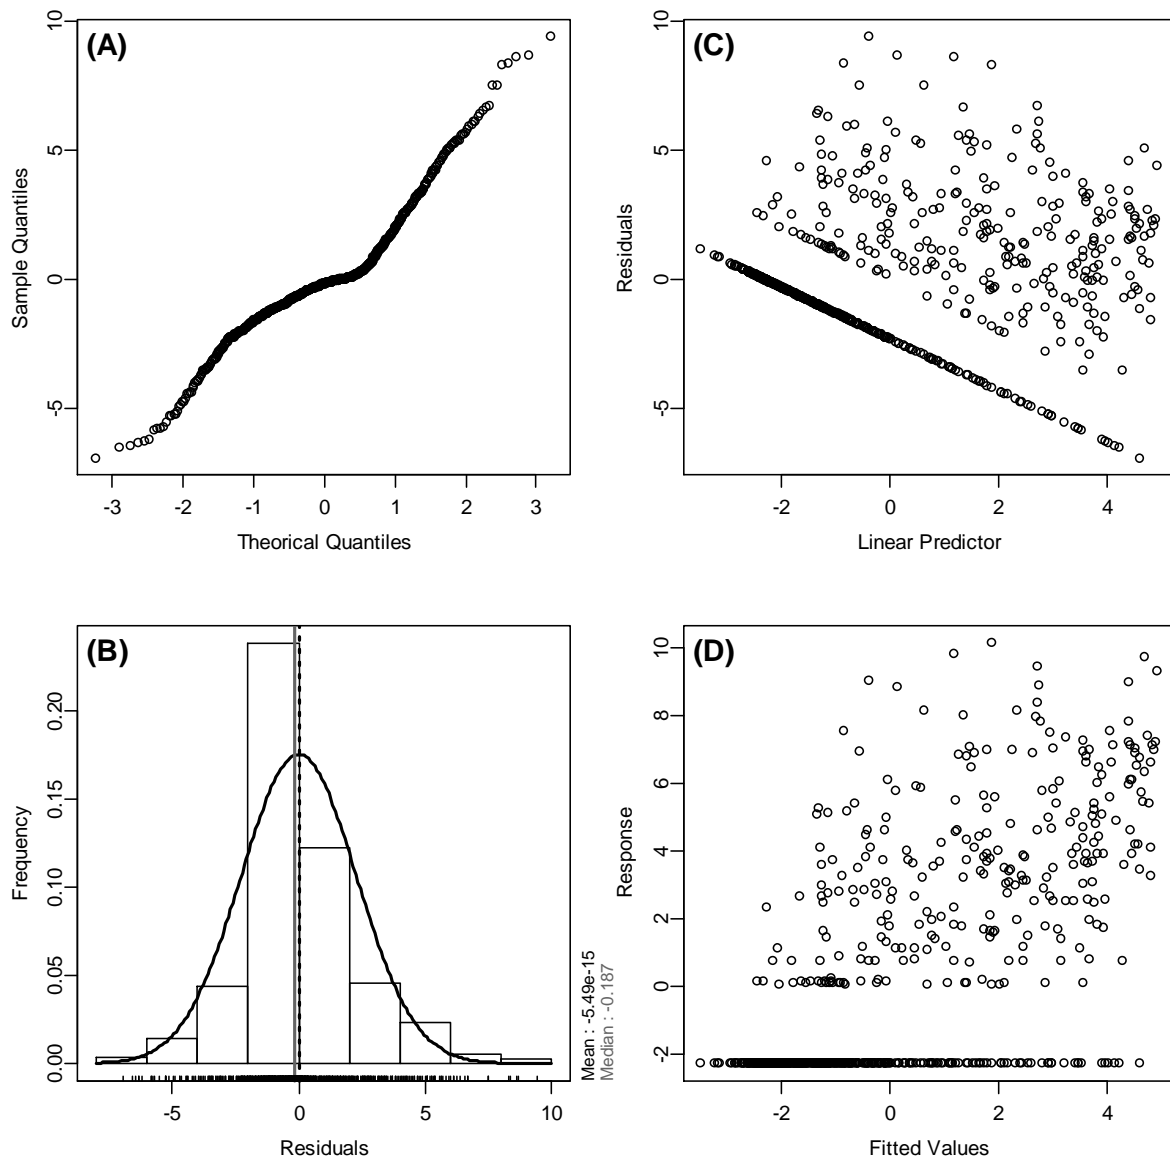 (A)
10
5
0
-5
Sample Quantiles
-3 -2 -1 0 1 2 3
Theorical Quantiles
(C)
10
5
0
-5
Residuals
-2 0 2 4
Linear Predictor
(B)
0.20
0.15
0.10
0.05
0.00
Frequency
-5 0 5 10
Residuals
Mean : -5.49e-15
Median : -0.187
(D)
10
8
6
4
2
0
-2
Response
-2 0 2 4
Fitted Values